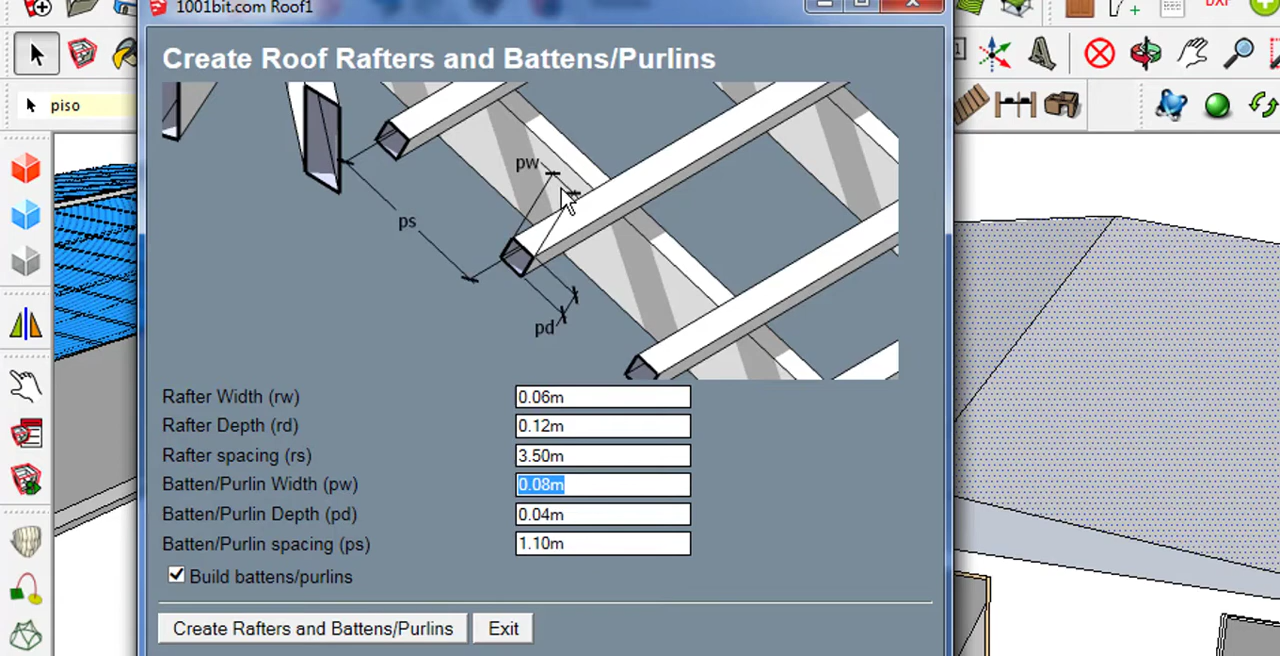 1001bit.com Roof1
DXF
Create Roof Rafters and Battens/Purlins
1
piso
pw
ps
pd
Rafter Width (rw) 0.06m
Rafter Depth (rd) 0.12m
Rafter spacing (rs) 3.50m
Batten/Purlin Width (pw) 0.08m
Batten/Purlin Depth (pd) 0.04m
Batten/Purlin spacing (ps) 1.10m
Build battens/purlins
Create Rafters and Battens/Purlins Exit